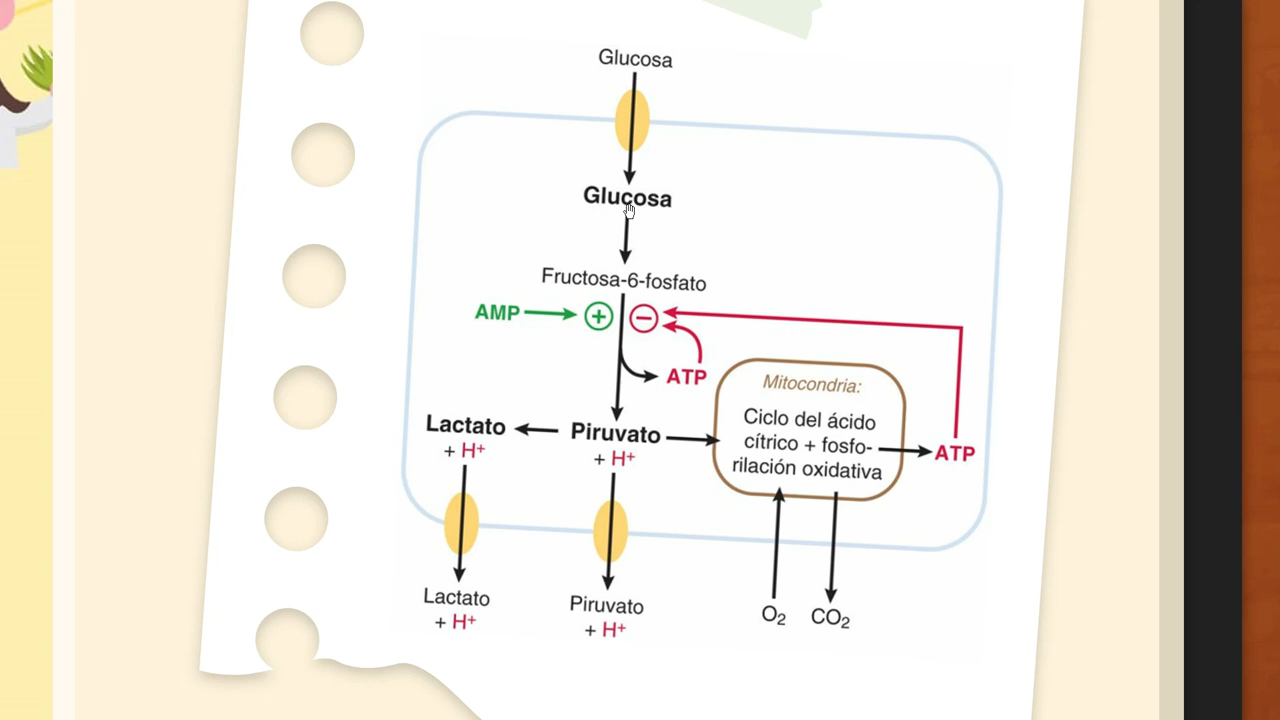 Glucosa
Glucosa
Fructosa-6-fosfato
AMP + −
ATP
Mitocondria:
Ciclo del ácido
cítrico + fosfo-
rilación oxidativa
ATP
Lactato
+ H⁺
Piruvato
+ H⁺
Lactato
+ H⁺
Piruvato
+ H⁺
O₂
CO₂